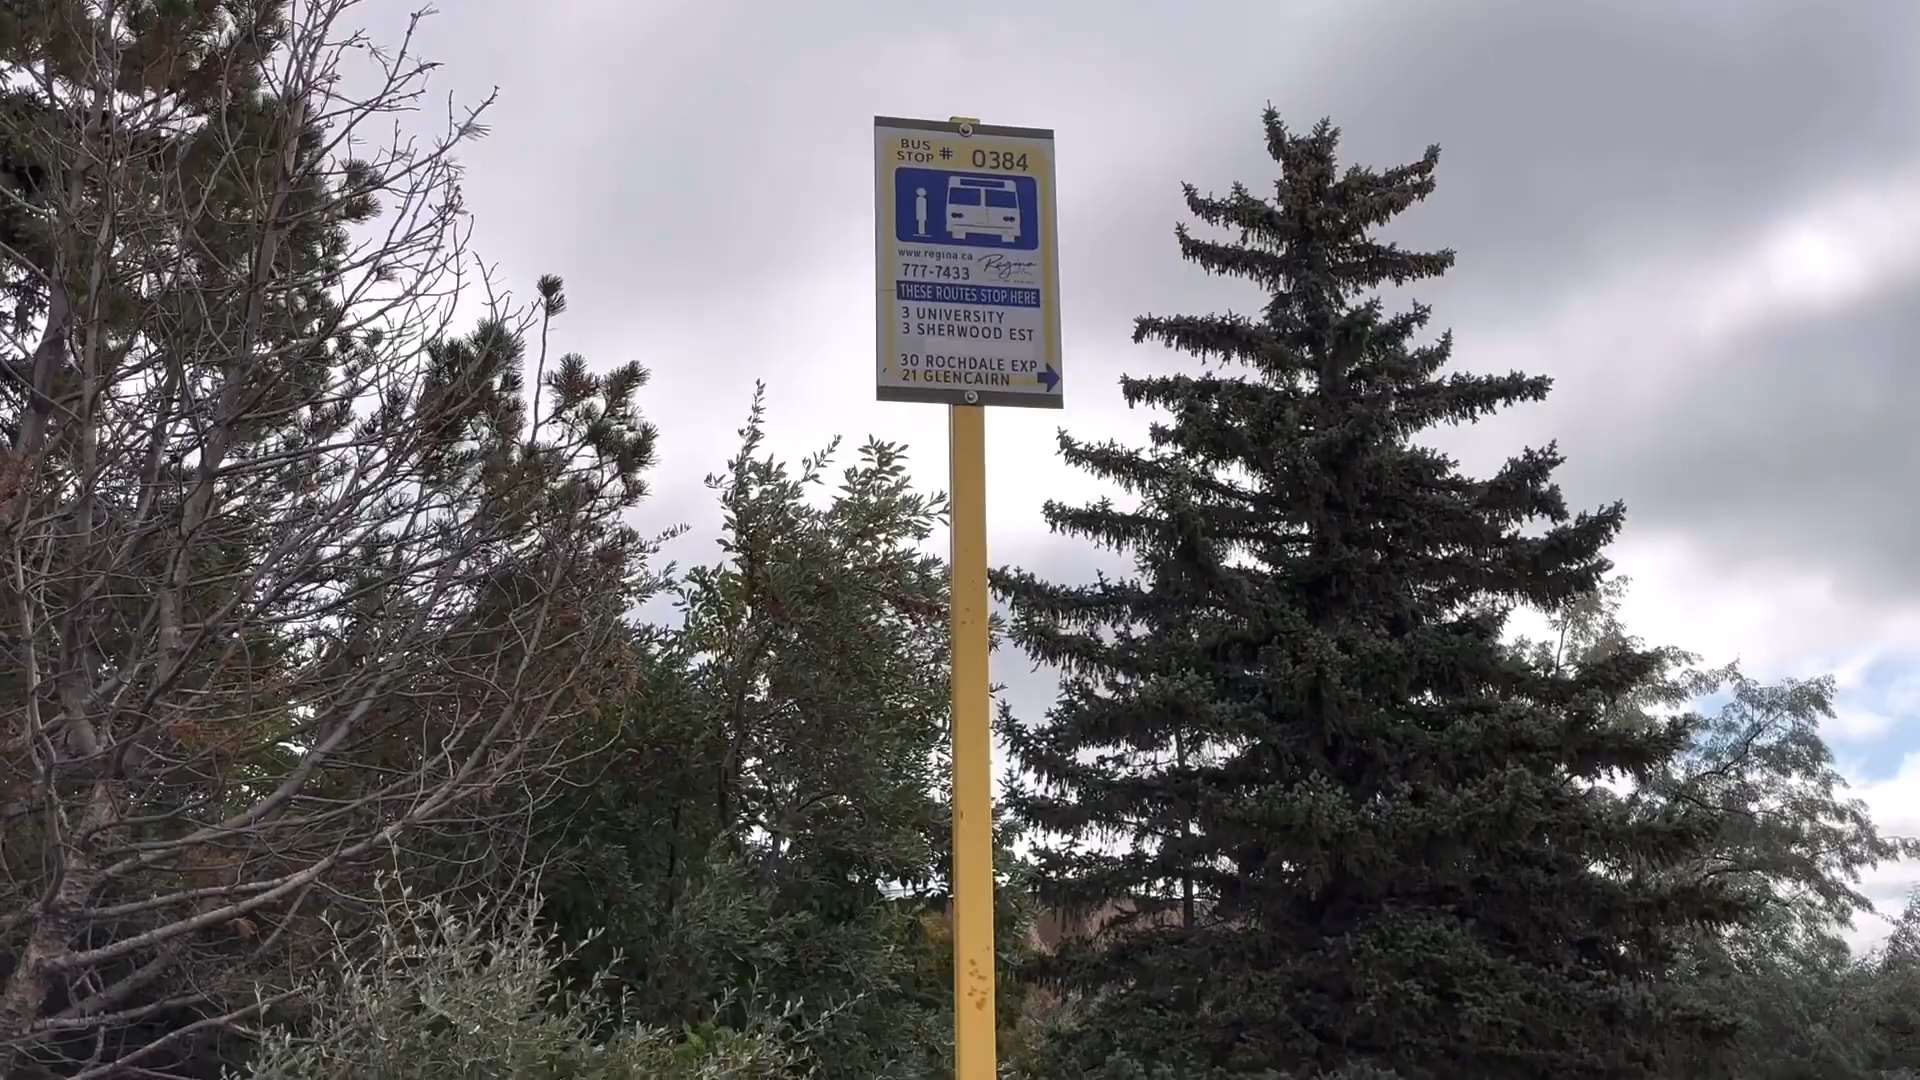 BUS STOP # 0384
www.regina.ca
Regina
777-7433
THESE ROUTES STOP HERE
3 UNIVERSITY
3 SHERWOOD EST
30 ROCHDALE EXP
21 GLENCAIRN